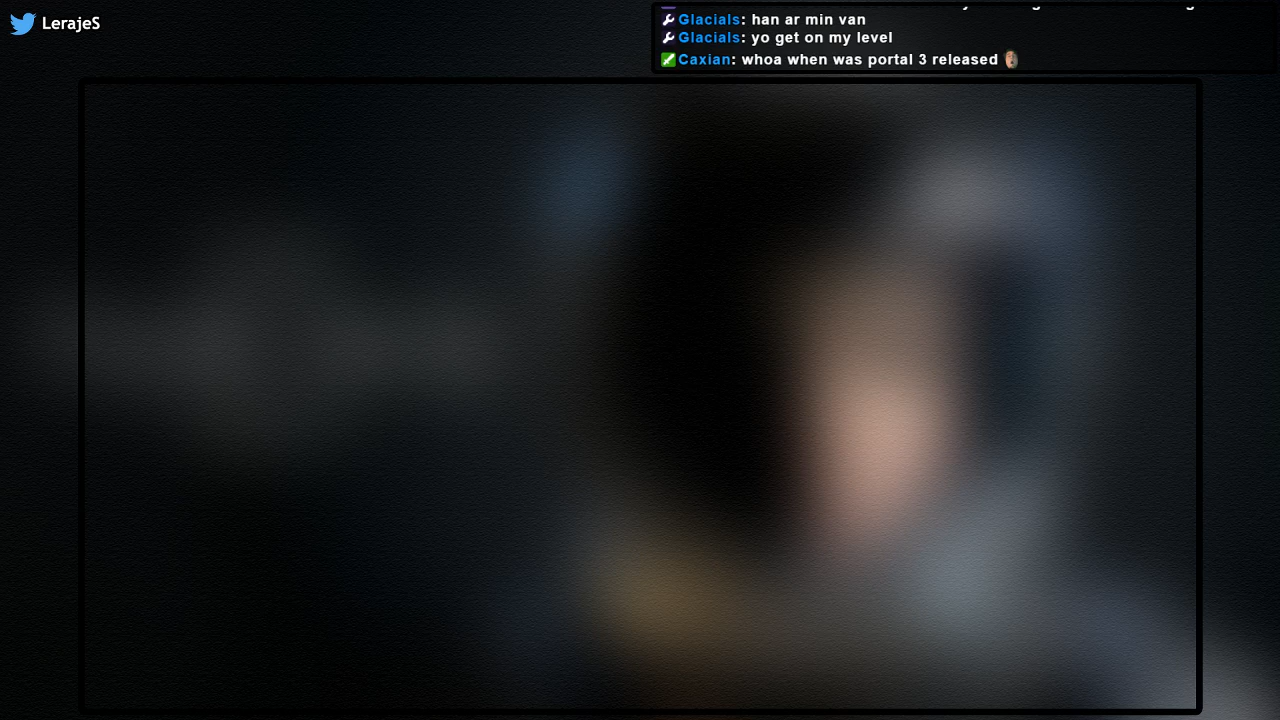 LerajeS
Glacials: han ar min van
Glacials: yo get on my level
Caxian: whoa when was portal 3 released